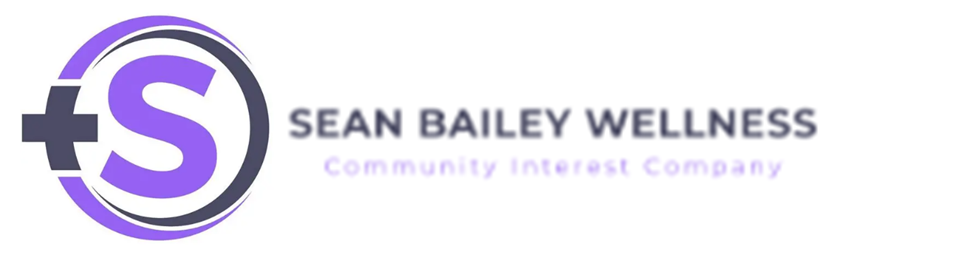 S
SEAN BAILEY WELLNESS
Community Interest Company